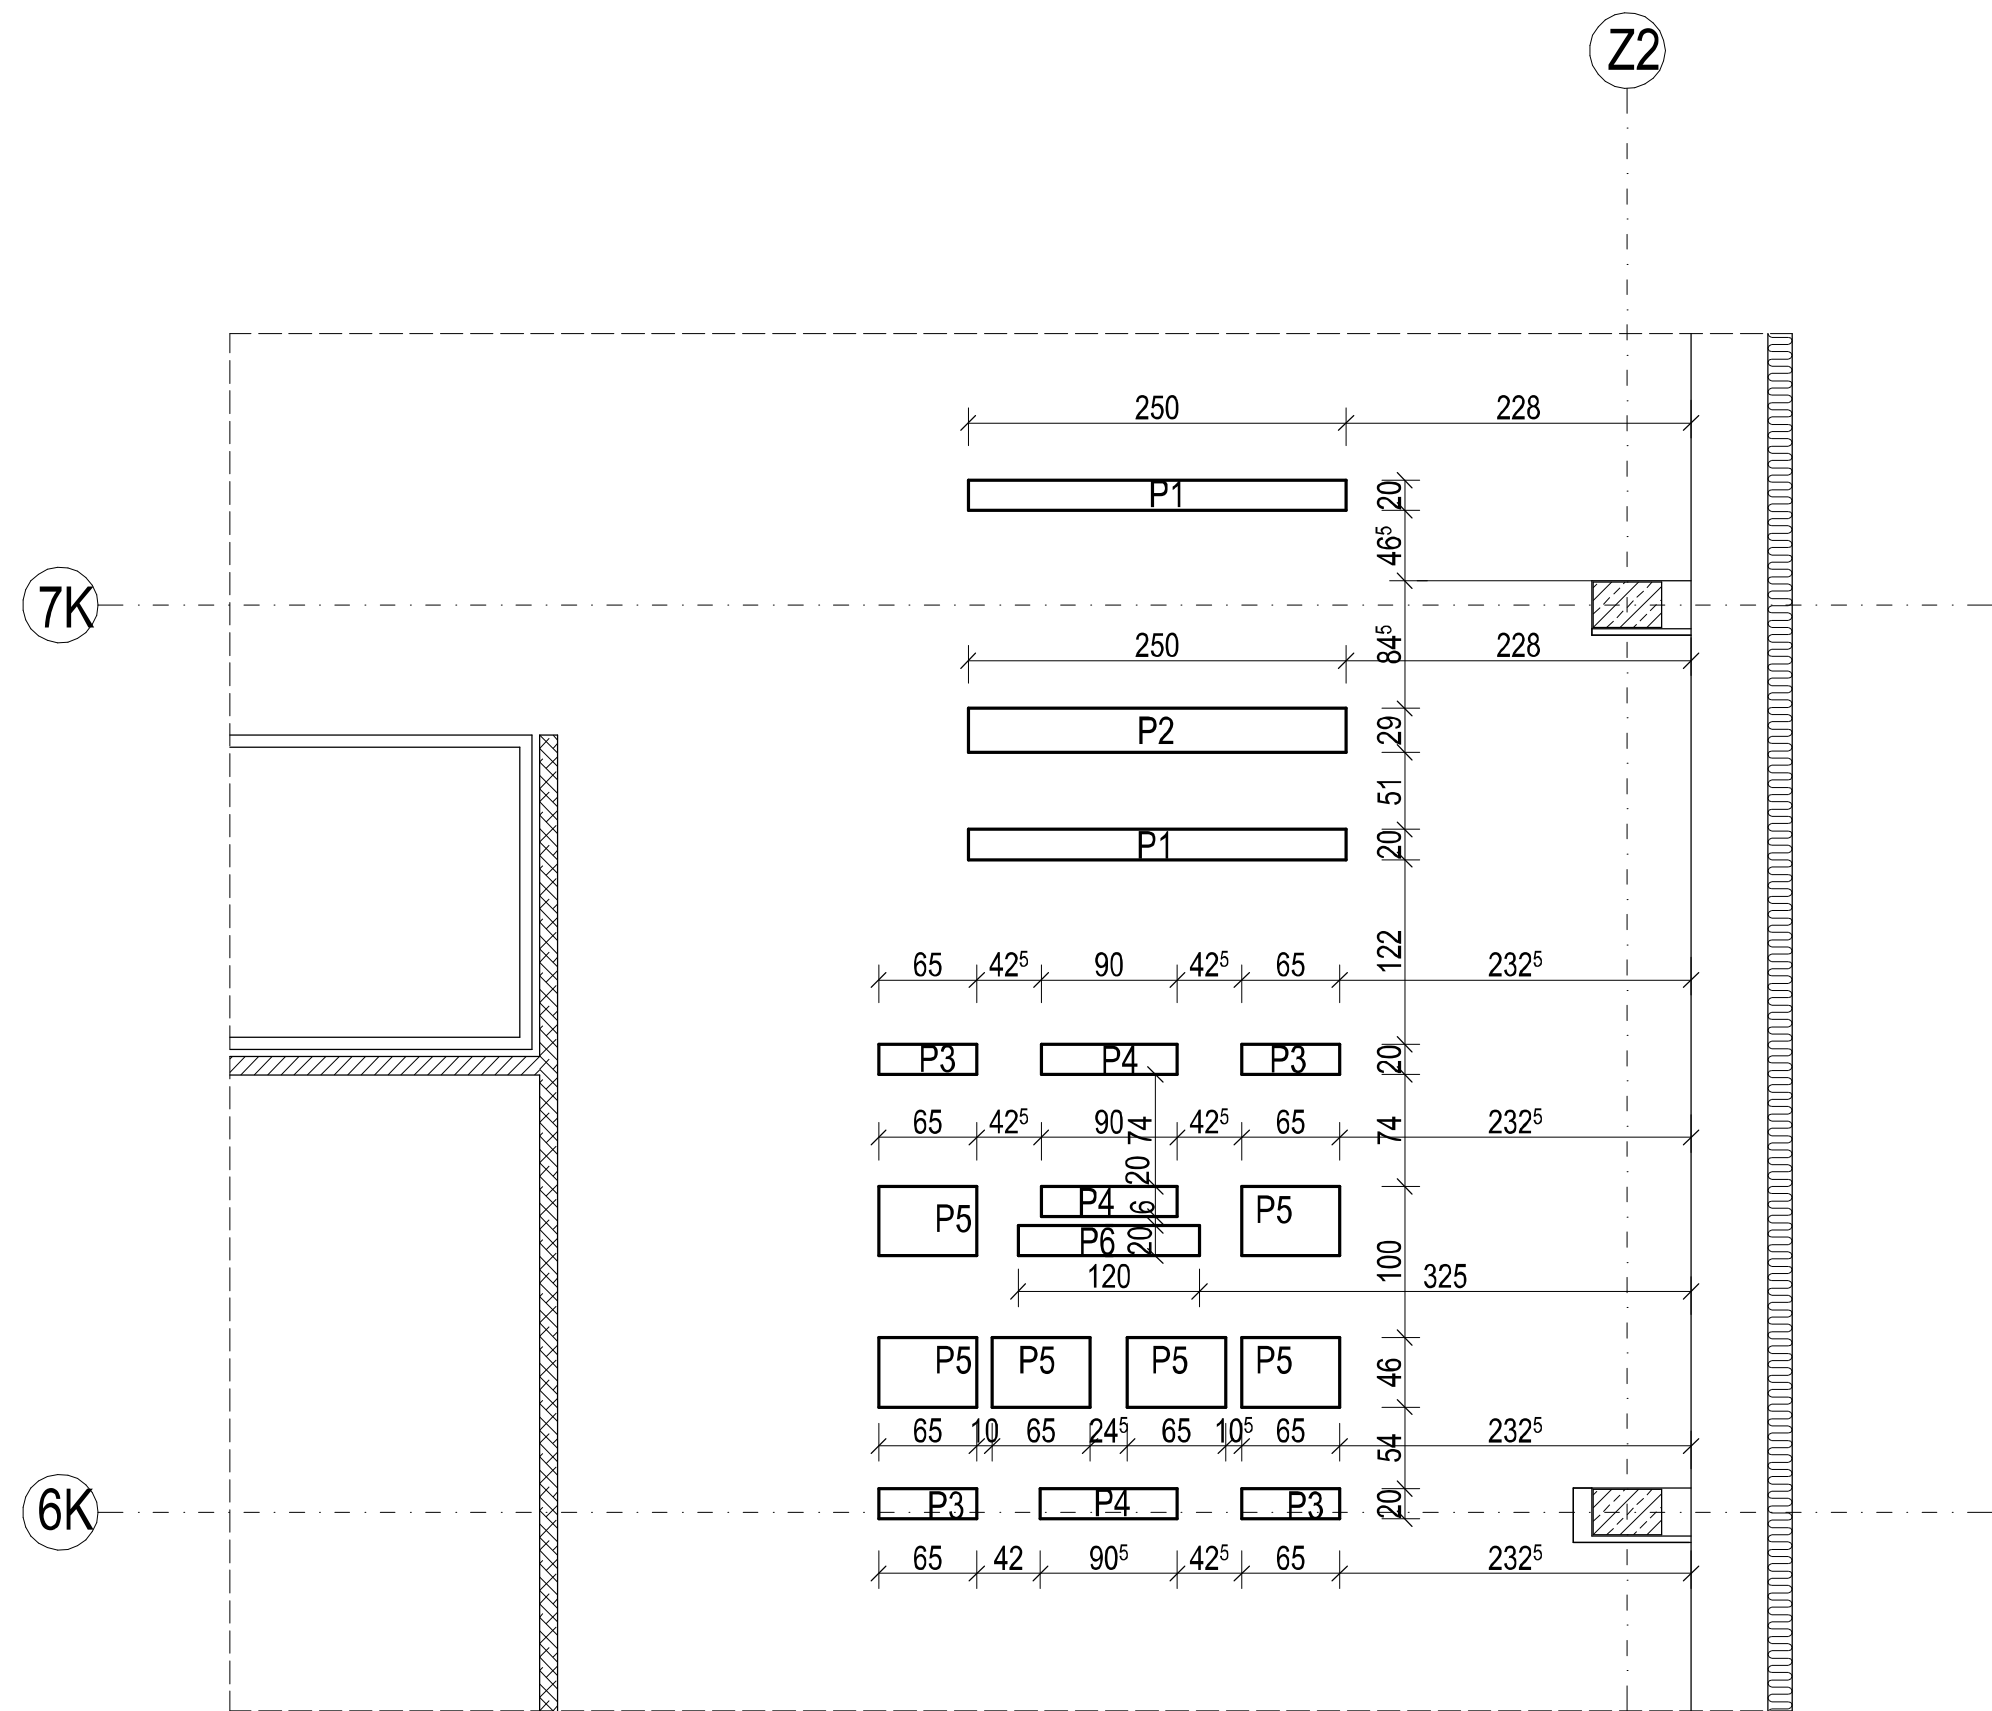 Z2
250 228
P1
20
46⁵
7K
84⁵
250 228
P2
29
51
P1
20
122
65 42⁵ 90 42⁵ 65 232⁵
P3 P4 P3
20
65 42⁵ 90 74 42⁵ 65 74 232⁵
20
P5 P4 6 P5
P6 20
100
120 325
P5 P5 P5 P5
46
65 10 65 24⁵ 65 10⁵ 65 232⁵
54
6K P3 P4 P3 20
65 42 90⁵ 42⁵ 65 232⁵